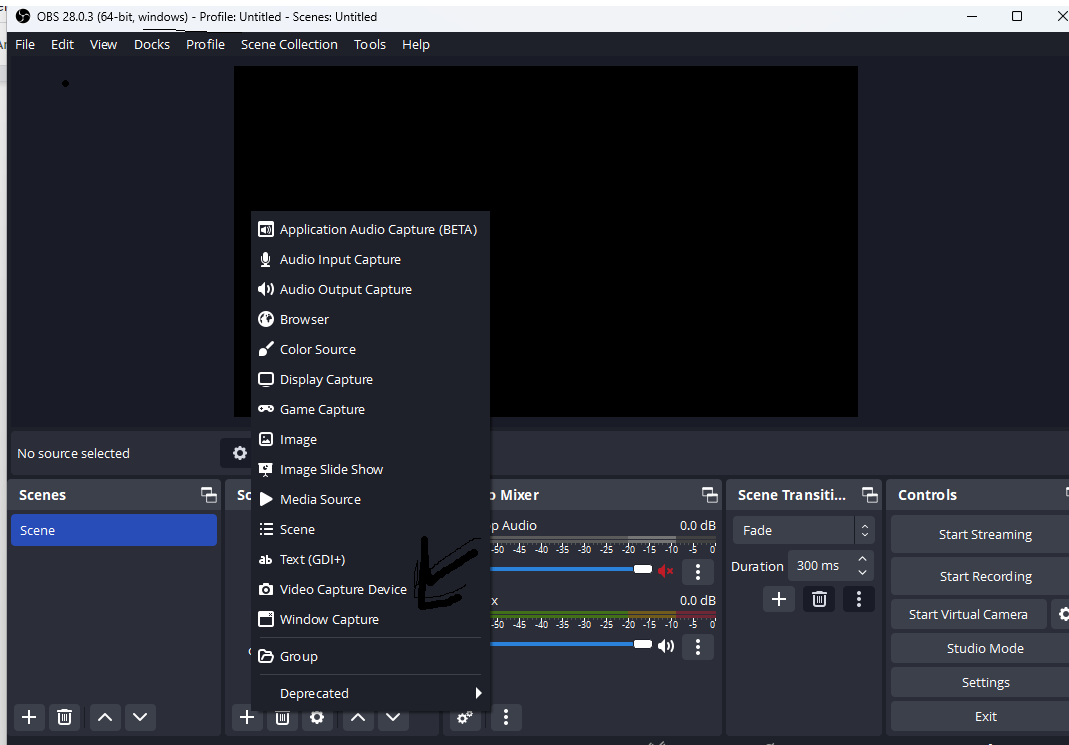 OBS 28.0.3 (64-bit, windows) - Profile: Untitled - Scenes: Untitled
File Edit View Docks Profile Scene Collection Tools Help
Application Audio Capture (BETA)
Audio Input Capture
Audio Output Capture
Browser
Color Source
Display Capture
Game Capture
Image
Image Slide Show
Media Source
Scene
ab Text (GDI+)
Video Capture Device
Window Capture
Group
Deprecated
No source selected
Scenes
Scene
Mixer
Audio 0.0 dB
-50 -45 -40 -35 -30 -25 -20 -15 -10 -5 0
0.0 dB
-50 -45 -40 -35 -30 -25 -20 -15 -10 -5 0
Scene Transiti...
Fade
Duration 300 ms
Controls
Start Streaming
Start Recording
Start Virtual Camera
Studio Mode
Settings
Exit